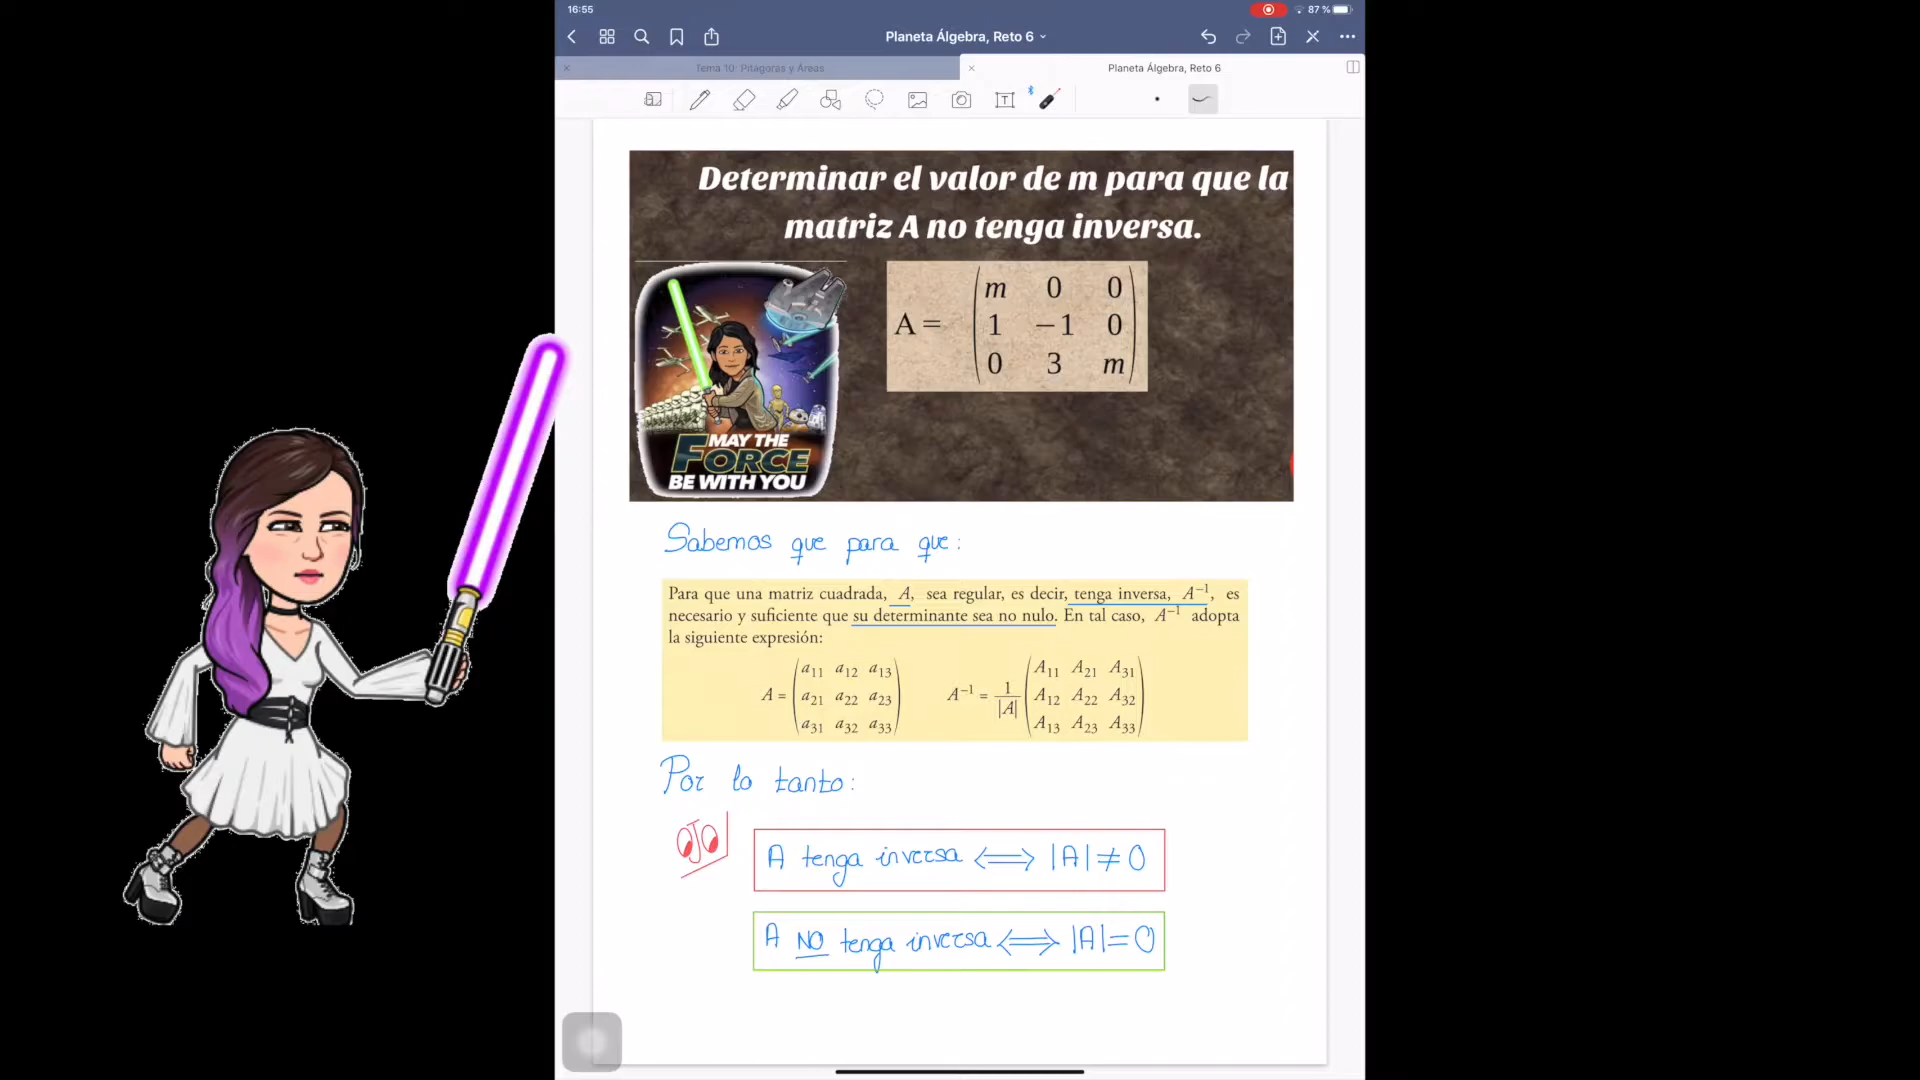 16:55
87 %
Planeta Álgebra, Reto 6
Tema 10: Pitágoras y Áreas
Planeta Álgebra, Reto 6
Determinar el valor de m para que la
matriz A no tenga inversa.
A = ( m 0 0
1 −1 0
0 3 m )
MAY THE
FORCE
BE WITH YOU
Sabemos que para que:
Para que una matriz cuadrada, A, sea regular, es decir, tenga inversa, A⁻¹, es
necesario y suficiente que su determinante sea no nulo. En tal caso, A⁻¹ adopta
la siguiente expresión:
A = ( a11 a12 a13
a21 a22 a23
a31 a32 a33 )
A⁻¹ = 1/|A| ( A11 A21 A31
A12 A22 A32
A13 A23 A33 )
Por lo tanto:
OJO
A tenga inversa ⟺ |A| ≠ 0
A NO tenga inversa ⟺ |A| = 0